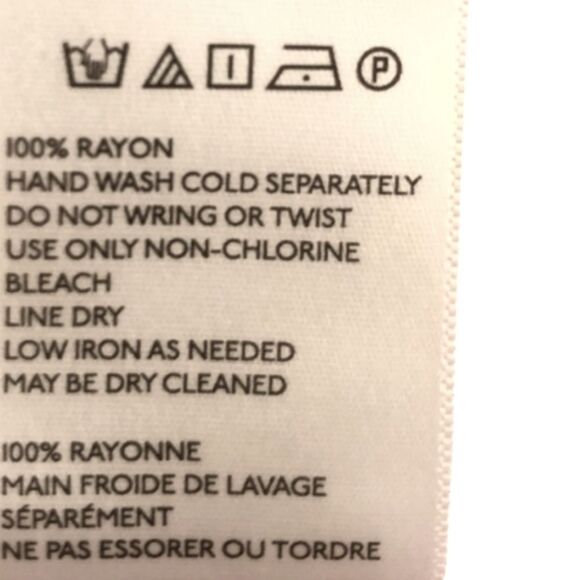 P
100% RAYON
HAND WASH COLD SEPARATELY
DO NOT WRING OR TWIST
USE ONLY NON-CHLORINE
BLEACH
LINE DRY
LOW IRON AS NEEDED
MAY BE DRY CLEANED
100% RAYONNE
MAIN FROIDE DE LAVAGE
SÉPARÉMENT
NE PAS ESSORER OU TORDRE